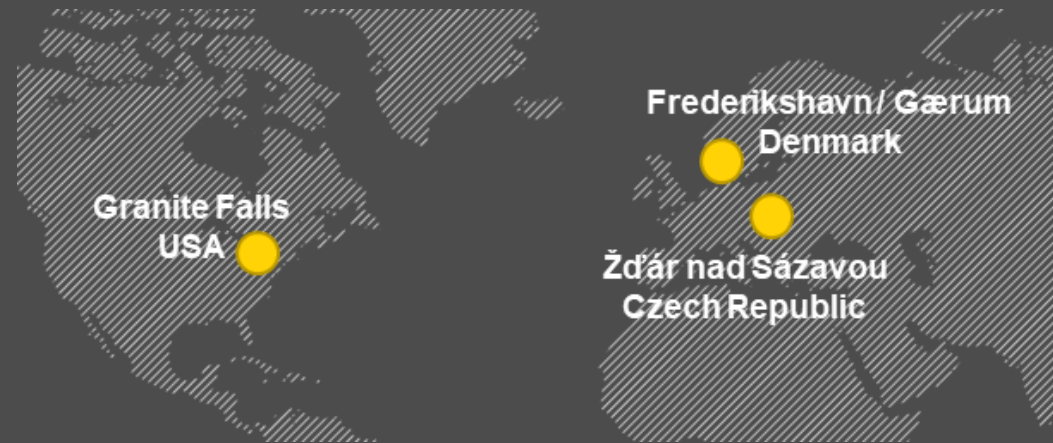 Frederikshavn / Gærum
Denmark
Granite Falls
USA
Žďár nad Sázavou
Czech Republic